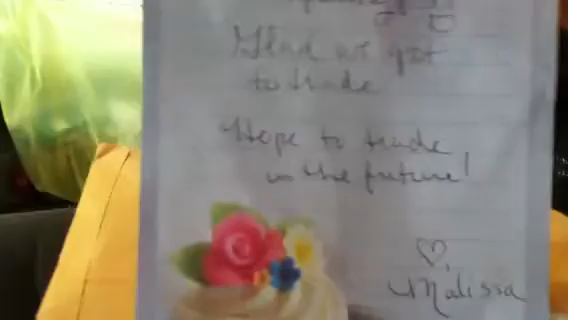 Glad we got
to trade
Hope to trade
in the future!
♡,
Malissa